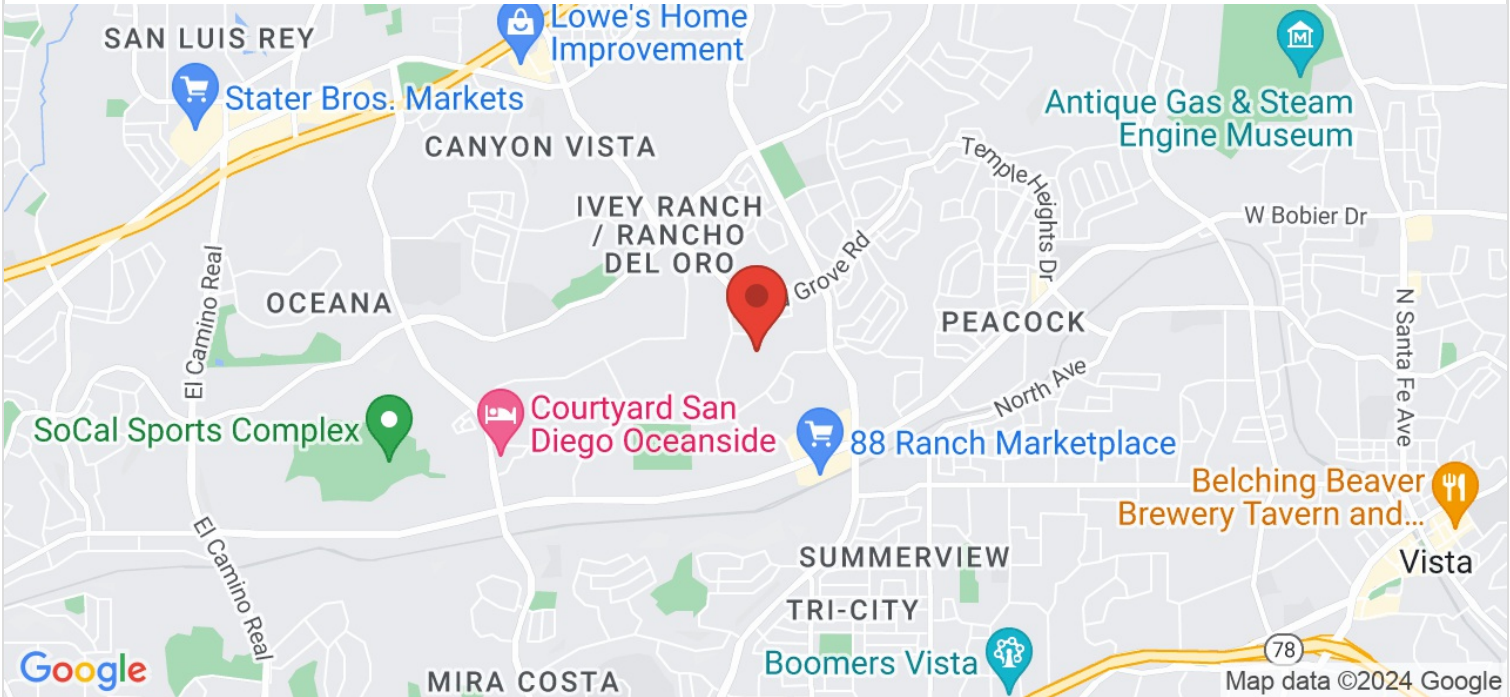 Lowe's Home
Improvement
SAN LUIS REY
Stater Bros. Markets
Antique Gas & Steam
Engine Museum
CANYON VISTA
Temple Heights Dr
IVEY RANCH
/ RANCHO
DEL ORO
W Bobier Dr
Grove Rd
El Camino Real
OCEANA
PEACOCK
N Santa Fe Ave
North Ave
SoCal Sports Complex
Courtyard San
Diego Oceanside
88 Ranch Marketplace
Belching Beaver
Brewery Tavern and...
El Camino Real
SUMMERVIEW
Vista
TRI-CITY
78
Boomers Vista
Google
MIRA COSTA
Map data ©2024 Google